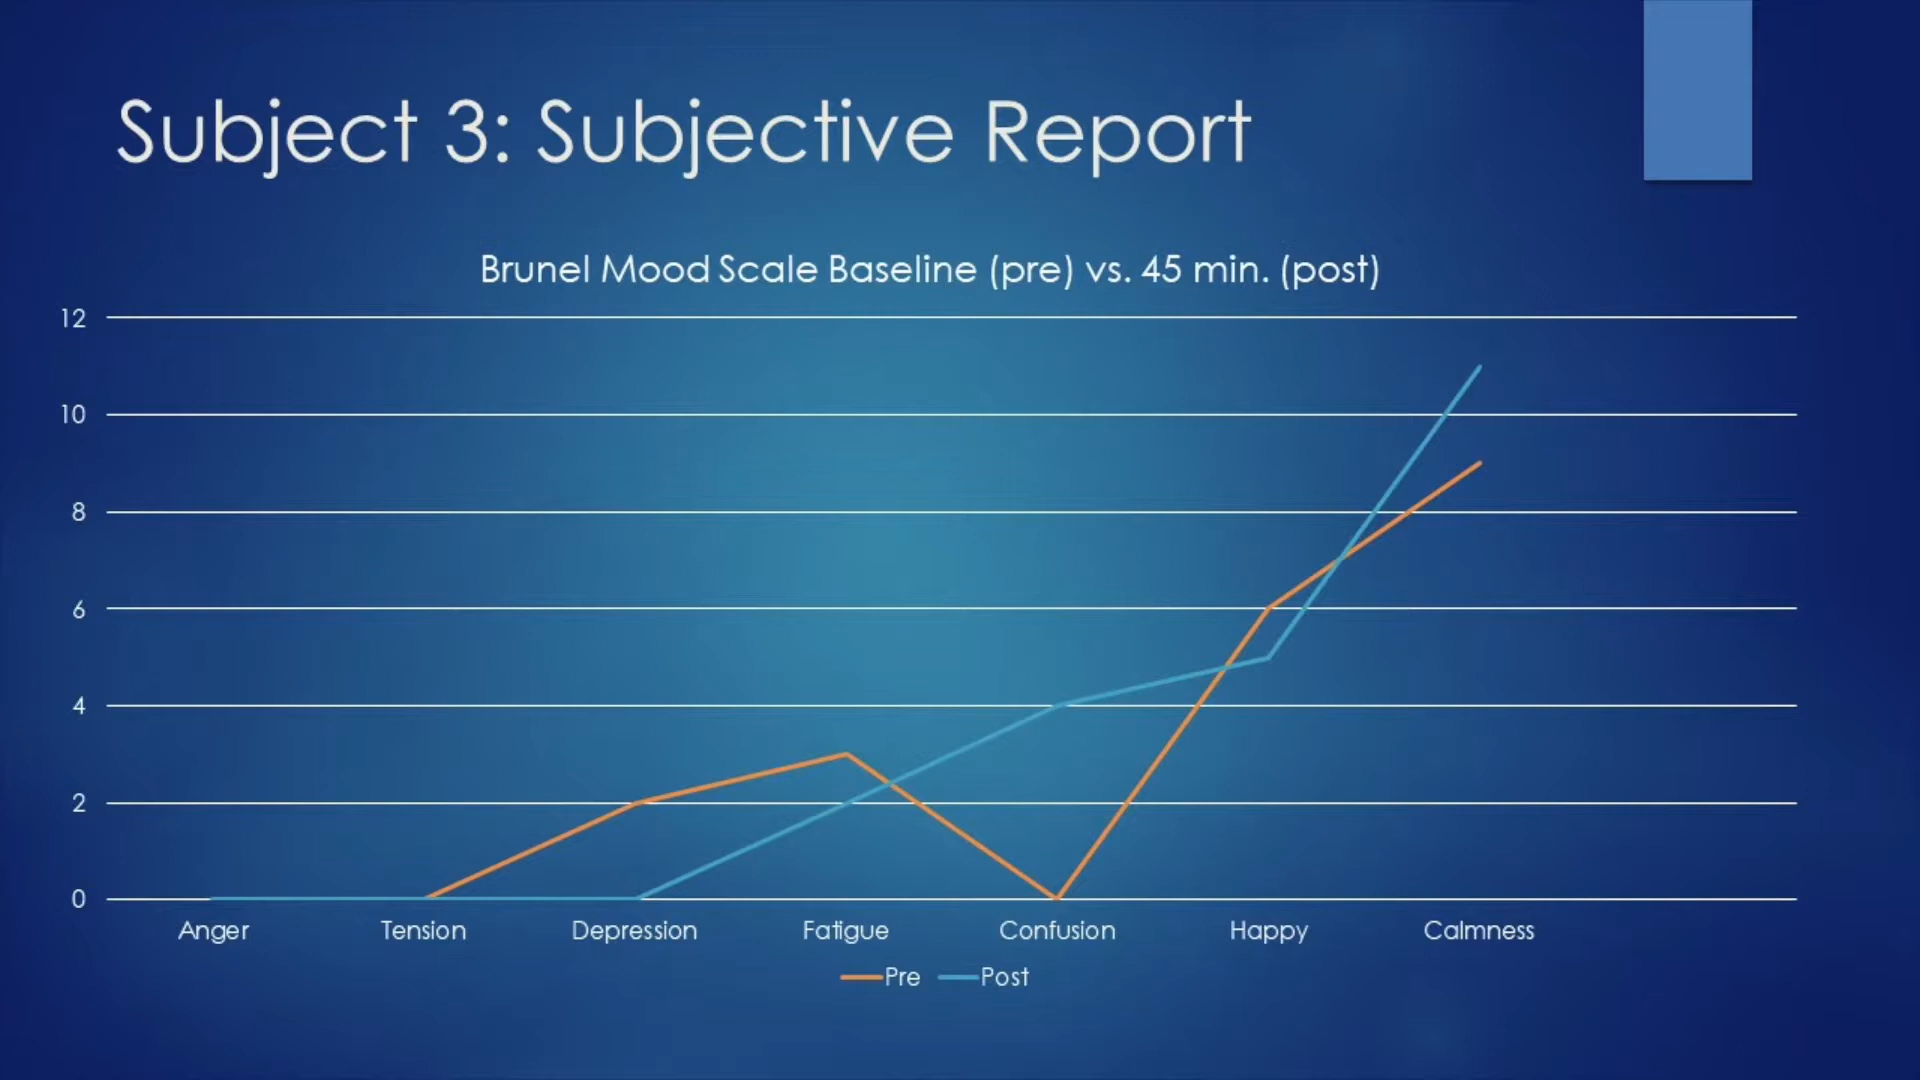 Subject 3: Subjective Report
Brunel Mood Scale Baseline (pre) vs. 45 min. (post)
12
10
8
6
4
2
0
Anger Tension Depression Fatigue Confusion Happy Calmness
Pre Post